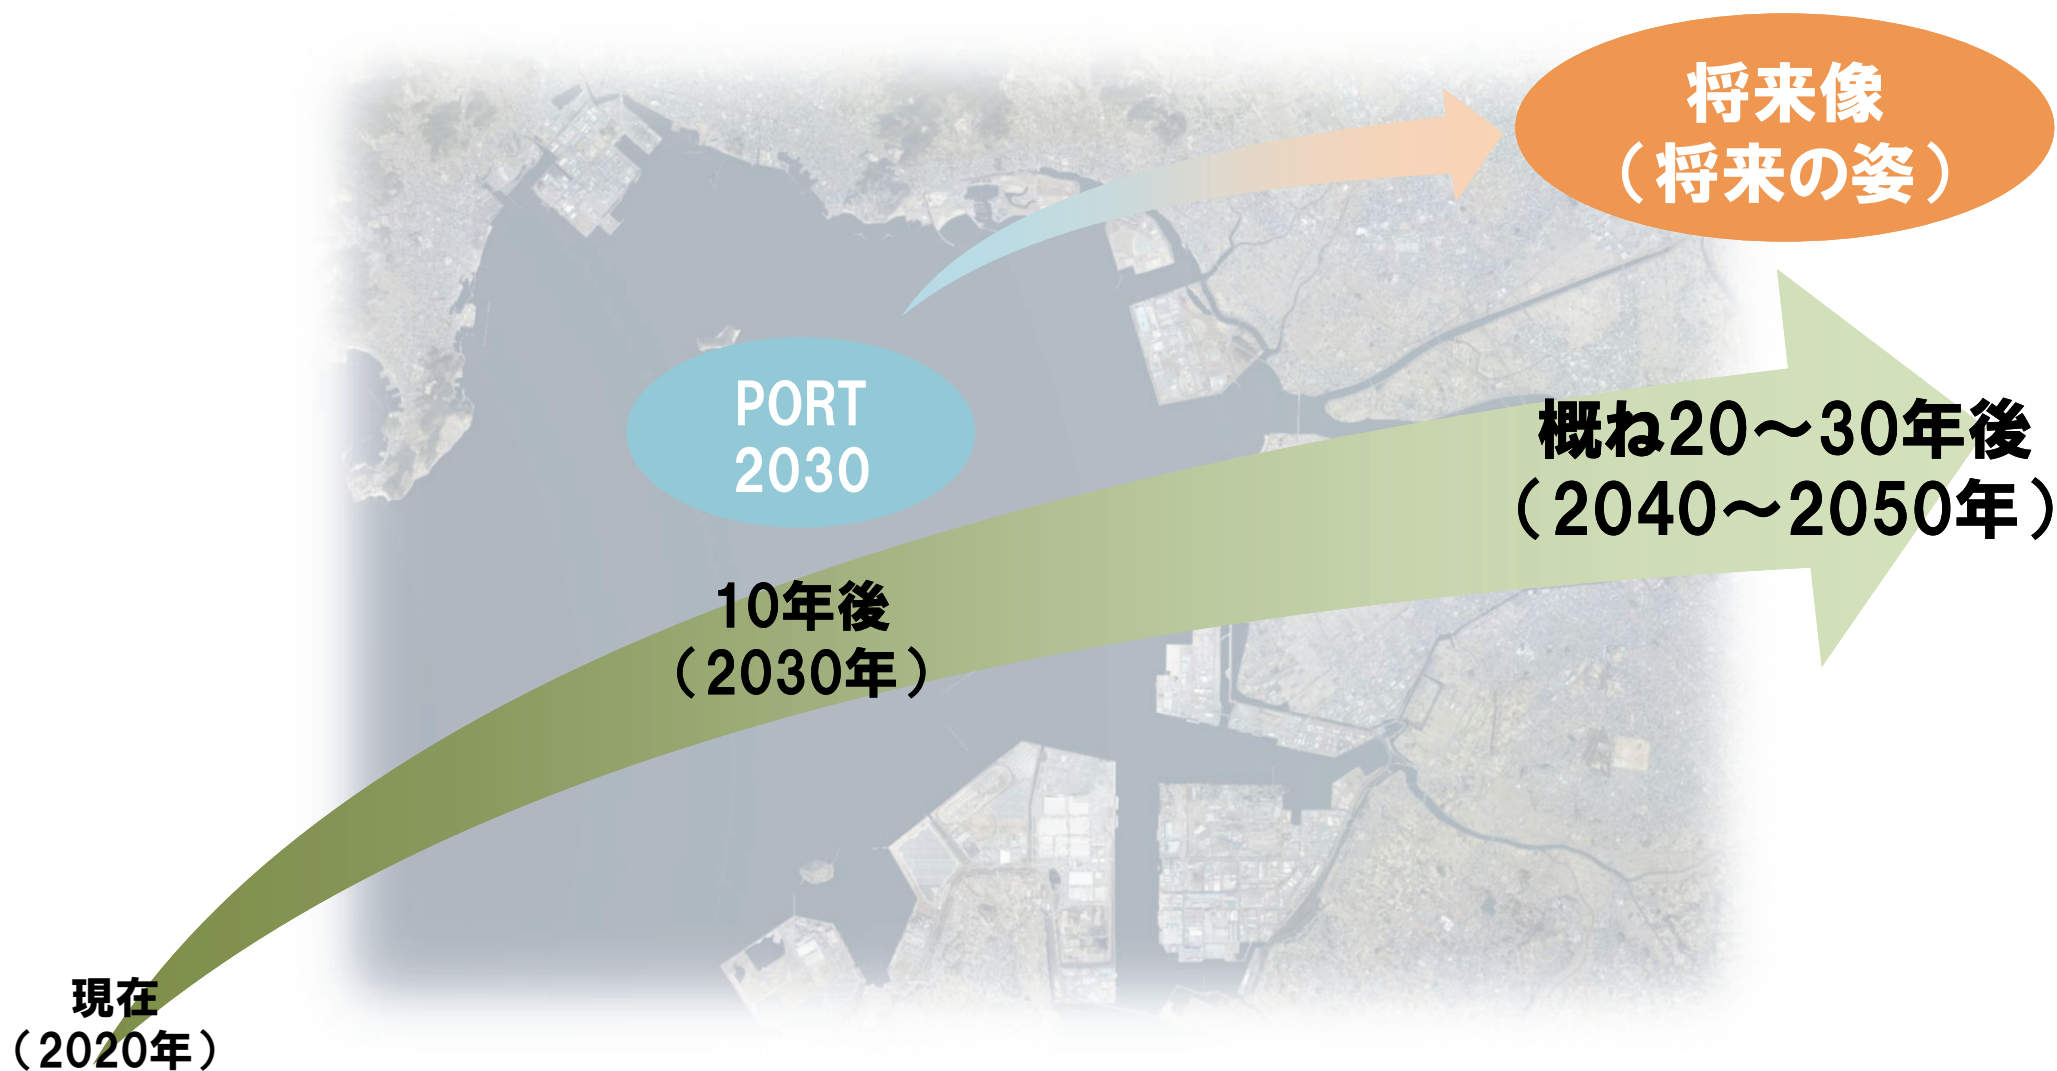 将来像
（将来の姿）
PORT
2030
概ね20～30年後
（2040～2050年）
10年後
（2030年）
現在
（2020年）